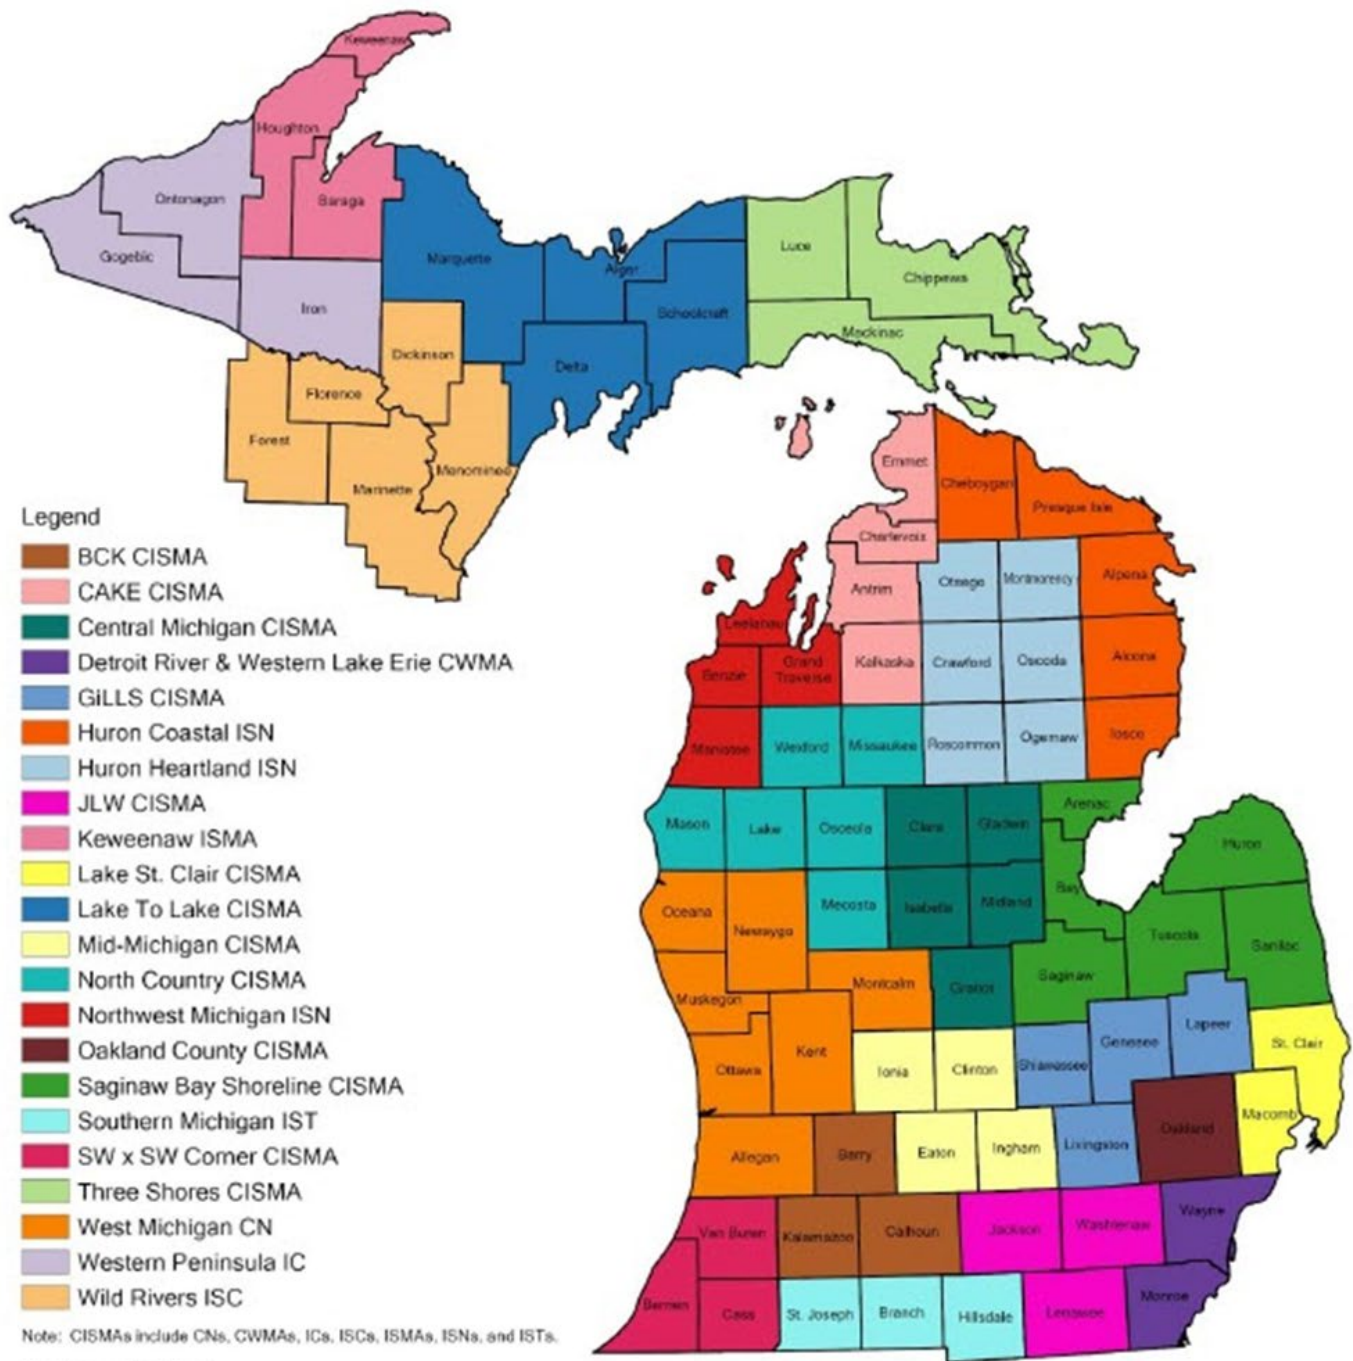 Keweenaw
Houghton
Ontonagon
Baraga
Gogebic
Marquette
Alger
Luce
Chippewa
Iron
Schoolcraft
Mackinac
Dickinson
Delta
Florence
Forest
Menominee
Marinette
Emmet
Cheboygan
Presque Isle
Charlevoix
Antrim
Otsego
Montmorency
Alpena
Leelanau
Benzie
Grand
Traverse
Kalkaska
Crawford
Oscoda
Alcona
Manistee
Wexford
Missaukee
Roscommon
Ogemaw
Iosco
Mason
Lake
Osceola
Clare
Gladwin
Arenac
Huron
Oceana
Newaygo
Mecosta
Isabella
Midland
Bay
Tuscola
Sanilac
Muskegon
Montcalm
Gratiot
Saginaw
Ottawa
Kent
Ionia
Clinton
Shiawassee
Genesee
Lapeer
St. Clair
Allegan
Barry
Eaton
Ingham
Livingston
Oakland
Macomb
Van Buren
Kalamazoo
Calhoun
Jackson
Washtenaw
Wayne
Berrien
Cass
St. Joseph
Branch
Hillsdale
Lenawee
Monroe
Legend
BCK CISMA
CAKE CISMA
Central Michigan CISMA
Detroit River & Western Lake Erie CWMA
GiLLS CISMA
Huron Coastal ISN
Huron Heartland ISN
JLW CISMA
Keweenaw ISMA
Lake St. Clair CISMA
Lake To Lake CISMA
Mid-Michigan CISMA
North Country CISMA
Northwest Michigan ISN
Oakland County CISMA
Saginaw Bay Shoreline CISMA
Southern Michigan IST
SW x SW Corner CISMA
Three Shores CISMA
West Michigan CN
Western Peninsula IC
Wild Rivers ISC
Note: CISMAs include CNs, CWMAs, ICs, ISCs, ISMAs, ISNs, and ISTs.